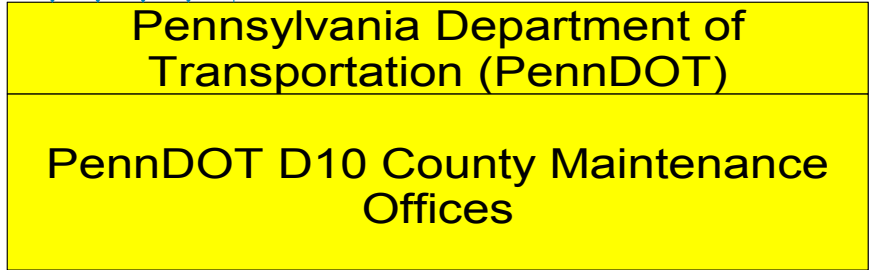 Pennsylvania Department of
Transportation (PennDOT)
PennDOT D10 County Maintenance
Offices